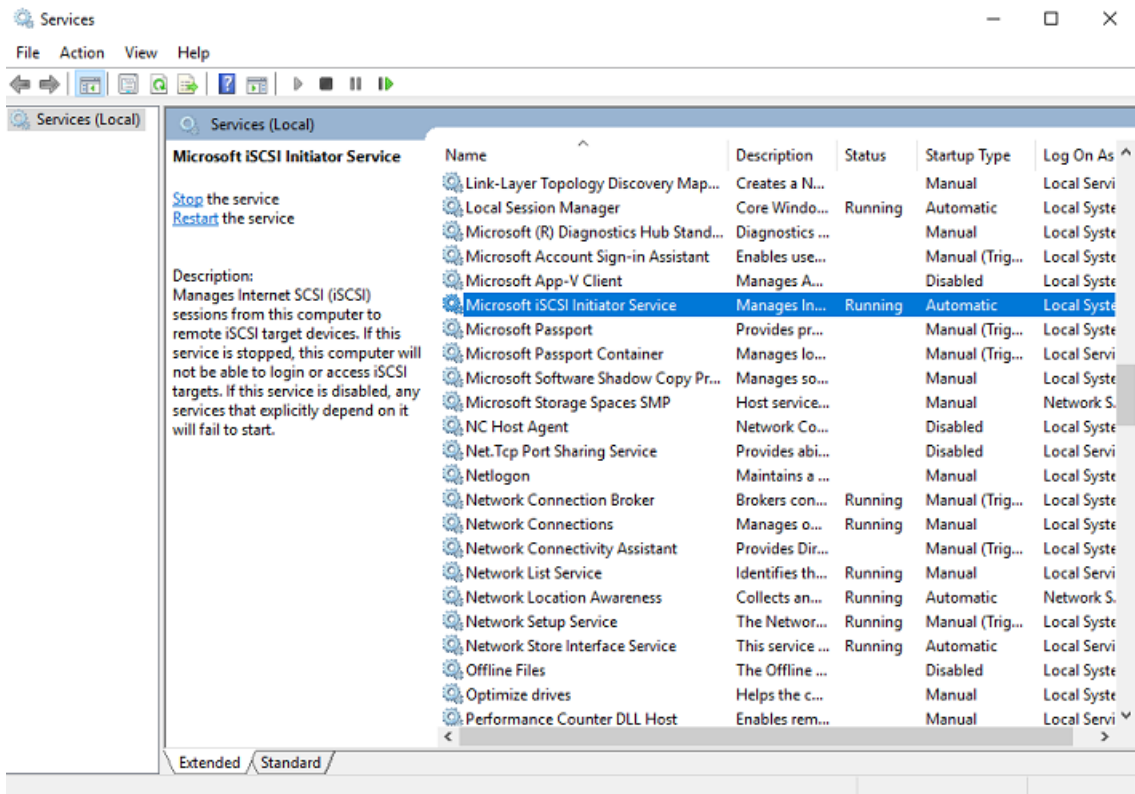 Services
File Action View Help
Services (Local)
Services (Local)
Microsoft iSCSI Initiator Service
Stop the service
Restart the service
Description:
Manages Internet SCSI (iSCSI)
sessions from this computer to
remote iSCSI target devices. If this
service is stopped, this computer will
not be able to login or access iSCSI
targets. If this service is disabled, any
services that explicitly depend on it
will fail to start.
Name Description Status Startup Type Log On As
Link-Layer Topology Discovery Map... Creates a N... Manual Local Servi
Local Session Manager Core Windo... Running Automatic Local Syste
Microsoft (R) Diagnostics Hub Stand... Diagnostics ... Manual Local Syste
Microsoft Account Sign-in Assistant Enables use... Manual (Trig... Local Syste
Microsoft App-V Client Manages A... Disabled Local Syste
Microsoft iSCSI Initiator Service Manages In... Running Automatic Local Syste
Microsoft Passport Provides pr... Manual (Trig... Local Syste
Microsoft Passport Container Manages lo... Manual (Trig... Local Servi
Microsoft Software Shadow Copy Pr... Manages so... Manual Local Syste
Microsoft Storage Spaces SMP Host service... Manual Network S.
NC Host Agent Network Co... Disabled Local Syste
Net.Tcp Port Sharing Service Provides abi... Disabled Local Servi
Netlogon Maintains a ... Manual Local Syste
Network Connection Broker Brokers con... Running Manual (Trig... Local Syste
Network Connections Manages o... Running Manual Local Syste
Network Connectivity Assistant Provides Dir... Manual (Trig... Local Syste
Network List Service Identifies th... Running Manual Local Servi
Network Location Awareness Collects an... Running Automatic Network S.
Network Setup Service The Networ... Running Manual (Trig... Local Syste
Network Store Interface Service This service ... Running Automatic Local Servi
Offline Files The Offline ... Disabled Local Syste
Optimize drives Helps the c... Manual Local Syste
Performance Counter DLL Host Enables rem... Manual Local Servi
Extended Standard